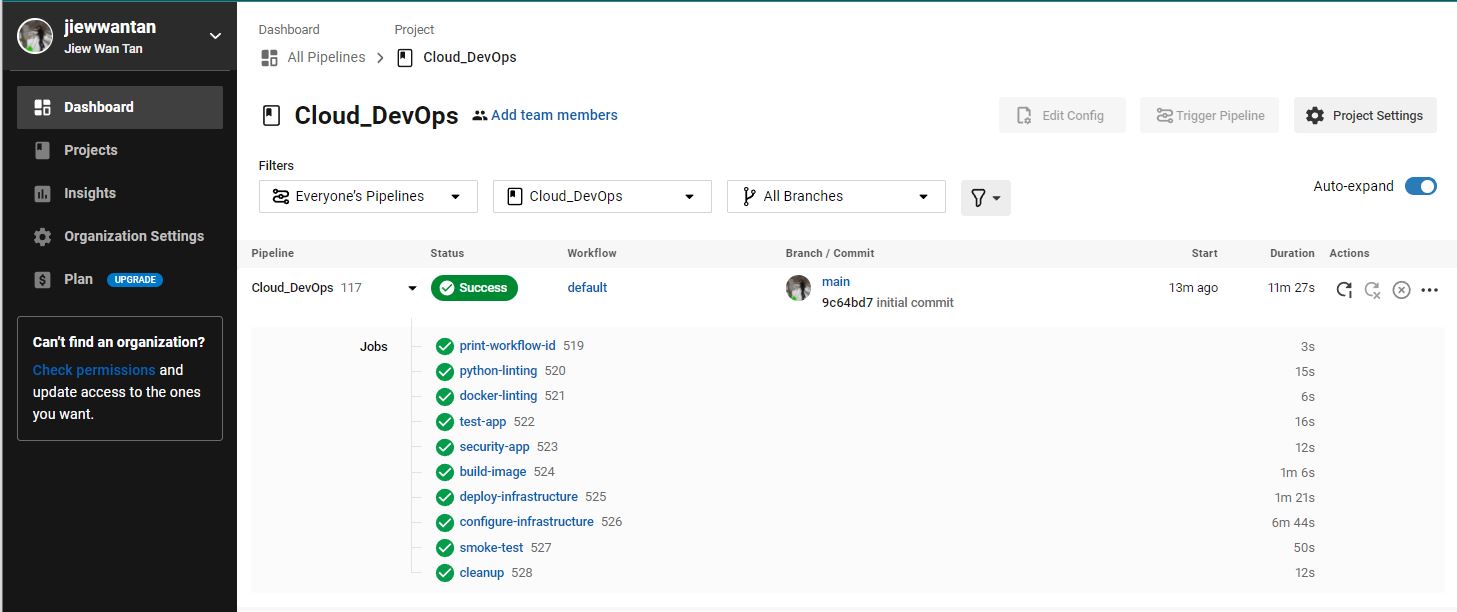 jiewwantan
Jiew Wan Tan
Dashboard
Projects
Insights
Organization Settings
Plan UPGRADE
Can't find an organization?
Check permissions and
update access to the ones
you want.
Dashboard Project
All Pipelines Cloud_DevOps
Cloud_DevOps Add team members Edit Config Trigger Pipeline Project Settings
Filters
Everyone's Pipelines Cloud_DevOps All Branches Auto-expand
Pipeline Status Workflow Branch / Commit Start Duration Actions
Cloud_DevOps 117 Success default main 13m ago 11m 27s
9c64bd7 initial commit
Jobs print-workflow-id 519 3s
python-linting 520 15s
docker-linting 521 6s
test-app 522 16s
security-app 523 12s
build-image 524 1m 6s
deploy-infrastructure 525 1m 21s
configure-infrastructure 526 6m 44s
smoke-test 527 50s
cleanup 528 12s